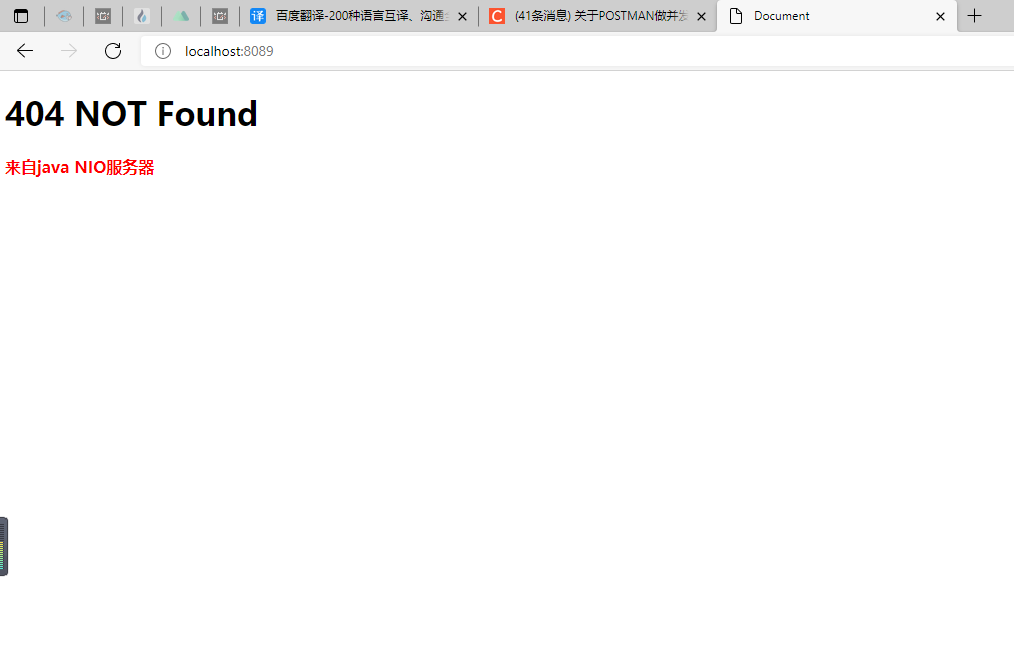 译 百度翻译-200种语言互译、沟通
C (41条消息) 关于POSTMAN做并发
Document
localhost:8089
404 NOT Found
来自java NIO服务器